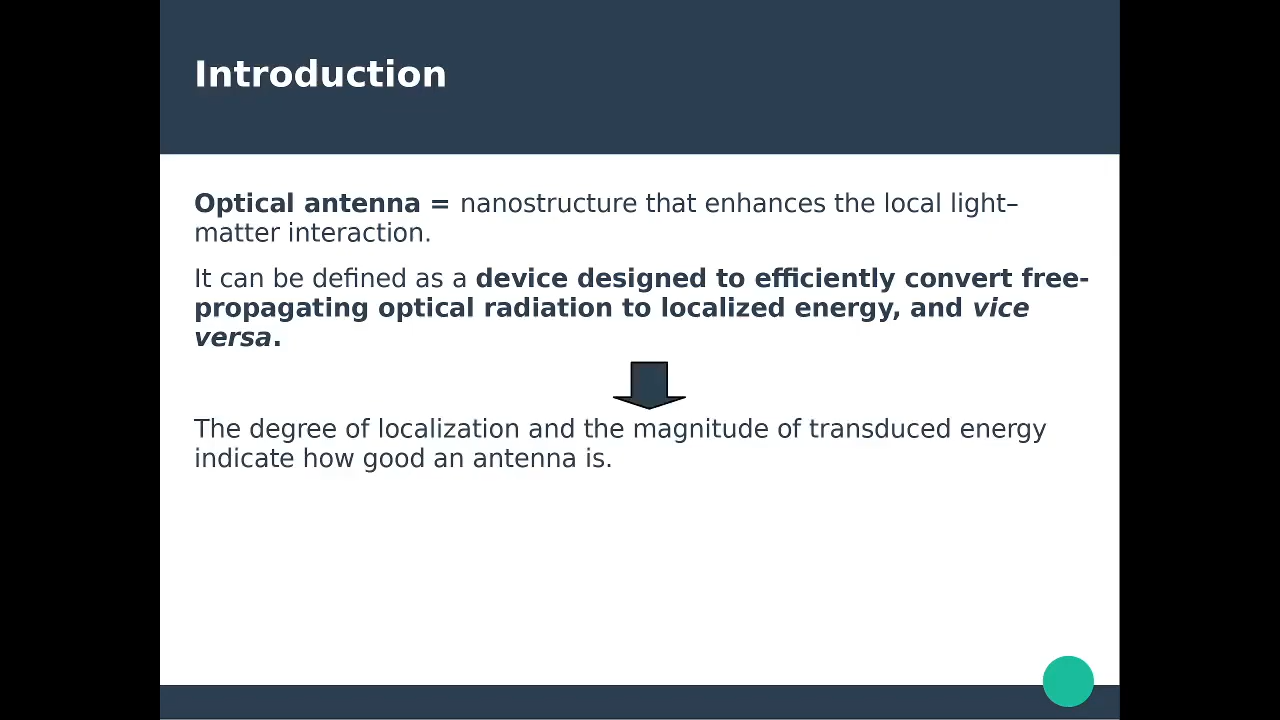 Introduction
Optical antenna = nanostructure that enhances the local light–
matter interaction.
It can be defined as a device designed to efficiently convert free-
propagating optical radiation to localized energy, and vice
versa.
The degree of localization and the magnitude of transduced energy
indicate how good an antenna is.